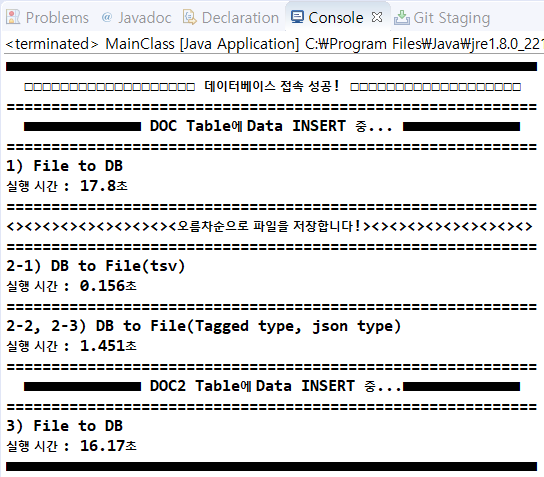 Problems @ Javadoc Declaration Console Git Staging
<terminated> MainClass [Java Application] C:₩Program Files₩Java₩jre1.8.0_221
■■■■■■■■■■■■■■■■■■■■■■■■■■■■■■■■■■■■■■■■■■■■■■■■■■■■■■■■■■■
□□□□□□□□□□□□□□□□□□□ 데이터베이스 접속 성공! □□□□□□□□□□□□□□□□□□□
===========================================================
■■■■■■■■■■■■■ DOC Table에 Data INSERT 중... ■■■■■■■■■■■■■
===========================================================
1) File to DB
실행 시간 : 17.8초
===========================================================
<><><><><><><><><><오름차순으로 파일을 저장합니다!><><><><><><><><><>
===========================================================
2-1) DB to File(tsv)
실행 시간 : 0.156초
===========================================================
2-2, 2-3) DB to File(Tagged type, json type)
실행 시간 : 1.451초
===========================================================
■■■■■■■■■■■■■ DOC2 Table에 Data INSERT 중...■■■■■■■■■■■■■
===========================================================
3) File to DB
실행 시간 : 16.17초
■■■■■■■■■■■■■■■■■■■■■■■■■■■■■■■■■■■■■■■■■■■■■■■■■■■■■■■■■■■